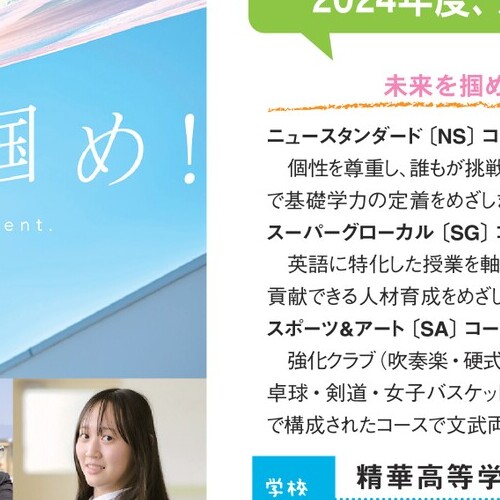 掴め!
ent.
2024年度、
未来を掴め
ニュースタンダード〔NS〕コ
個性を尊重し、誰もが挑戦
で基礎学力の定着をめざしま
スーパーグローカル〔SG〕コ
英語に特化した授業を軸
貢献できる人材育成をめざし
スポーツ&アート〔SA〕コー
強化クラブ（吹奏楽・硬式
卓球・剣道・女子バスケット
で構成されたコースで文武両
学校
精華高等学